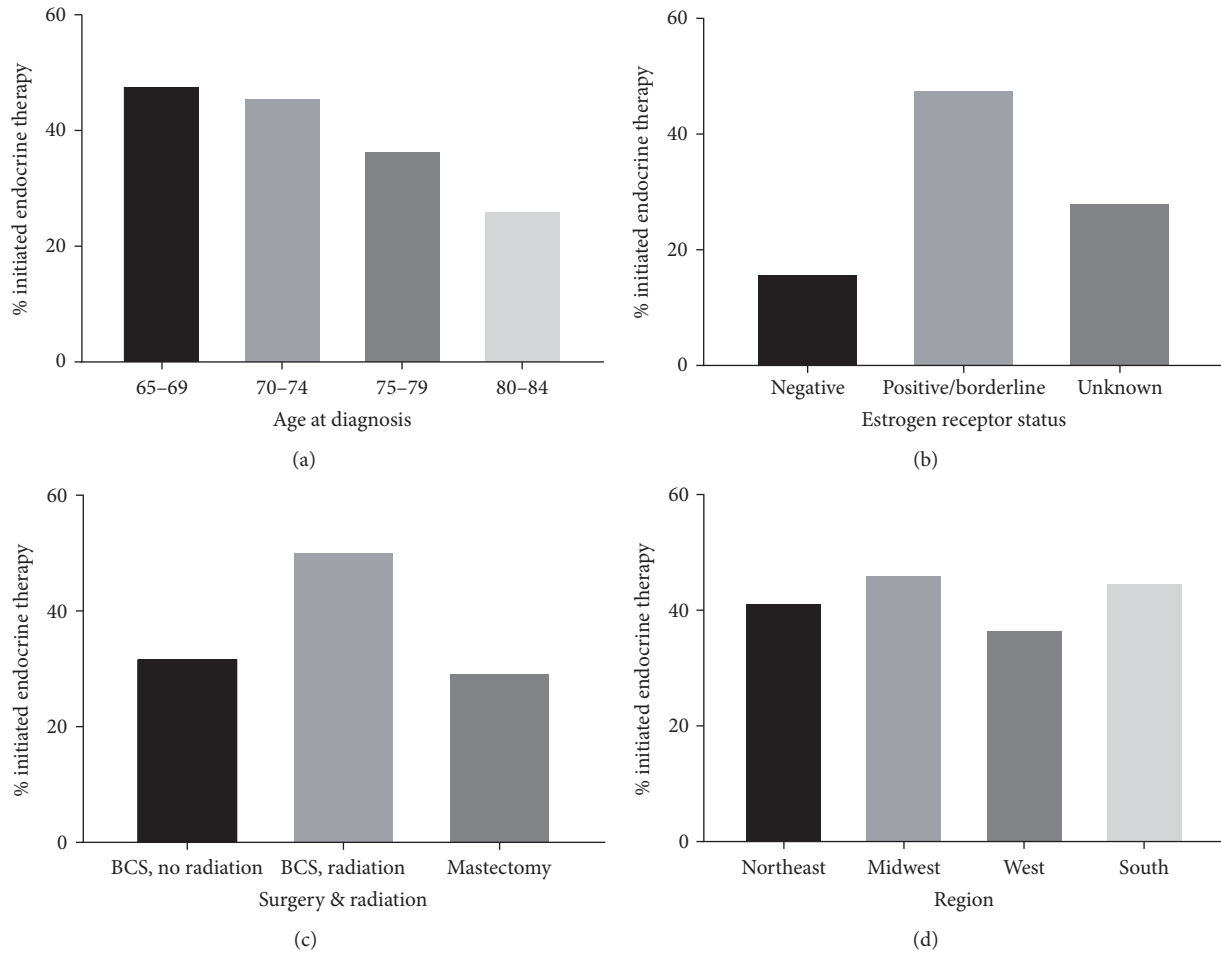 60
40
20
0
% initiated endocrine therapy
65–69 70–74 75–79 80–84
Age at diagnosis
(a)
60
40
20
0
% initiated endocrine therapy
Negative Positive/borderline Unknown
Estrogen receptor status
(b)
60
40
20
0
% initiated endocrine therapy
BCS, no radiation BCS, radiation Mastectomy
Surgery & radiation
(c)
60
40
20
0
% initiated endocrine therapy
Northeast Midwest West South
Region
(d)